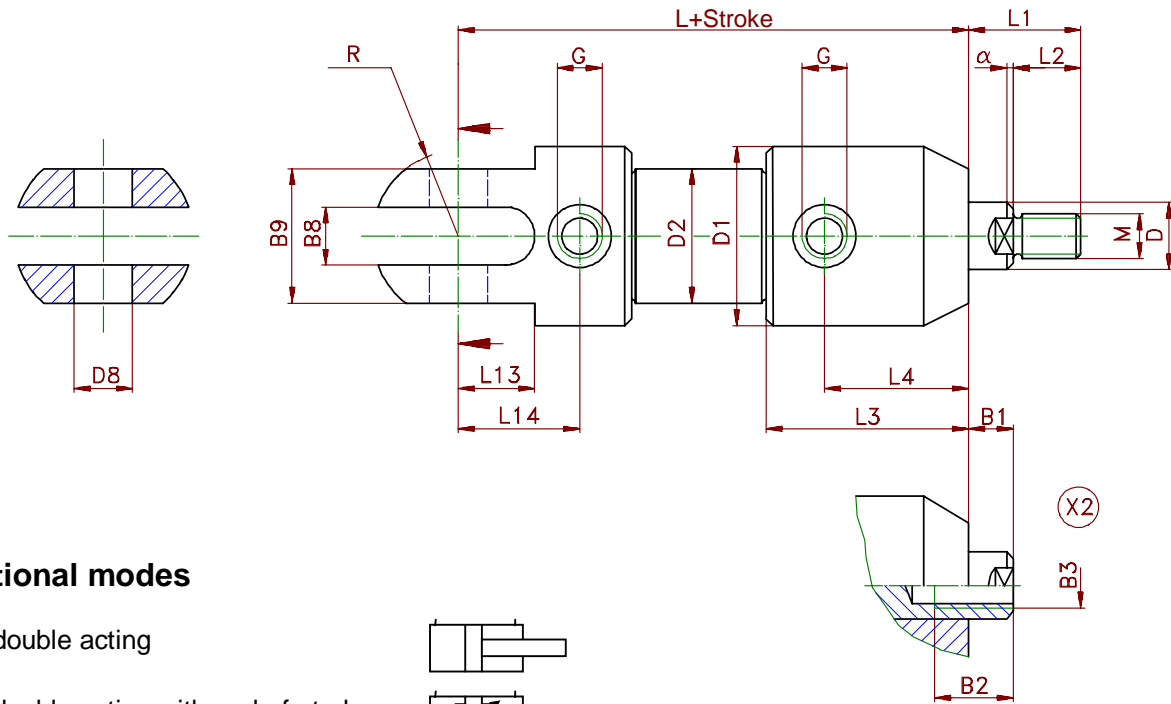 L+Stroke
L1
R
G
G
α
L2
B9
B8
D2
D1
M
D
D8
L13
L4
L14
L3
B1
X2
B3
B2
tional modes
double acting